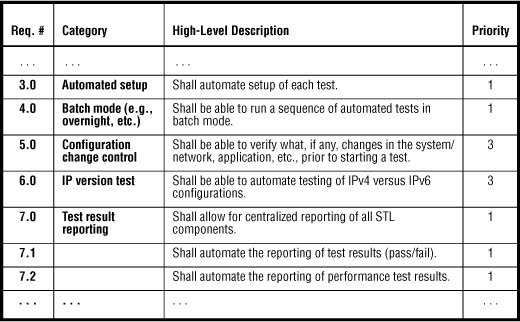 Req. # Category High-Level Description Priority
. . . . . . . . . . . .
3.0 Automated setup Shall automate setup of each test. 1
4.0 Batch mode (e.g., Shall be able to run a sequence of automated tests in 1
overnight, etc.) batch mode.
5.0 Configuration Shall be able to verify what, if any, changes in the system/ 3
change control network, application, etc., prior to starting a test.
6.0 IP version test Shall be able to automate testing of IPv4 versus IPv6 3
configurations.
7.0 Test result Shall allow for centralized reporting of all STL 1
reporting components.
7.1 Shall automate the reporting of test results (pass/fail). 1
7.2 Shall automate the reporting of performance test results. 1
. . . . . . . . . . . .